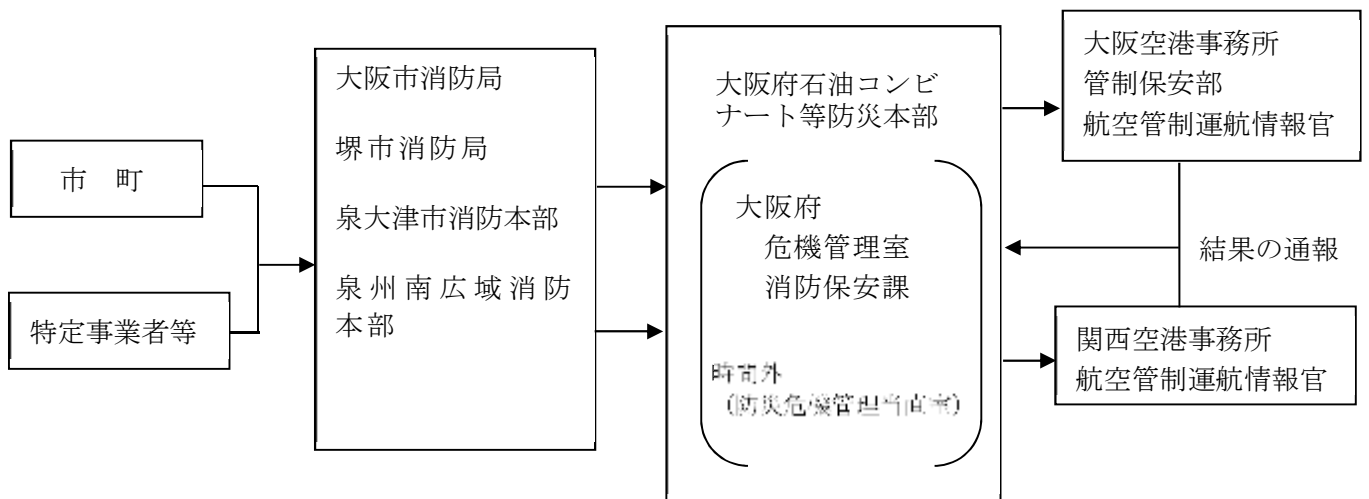 市　町
特定事業者等
大阪市消防局
堺市消防局
泉大津市消防本部
泉州南広域消防
本部
大阪府石油コンビ
ナート等防災本部
大阪府
危機管理室
消防保安課
時間外
（防災危機管理当直室）
大阪空港事務所
管制保安部
航空管制運航情報官
結果の通報
関西空港事務所
航空管制運航情報官